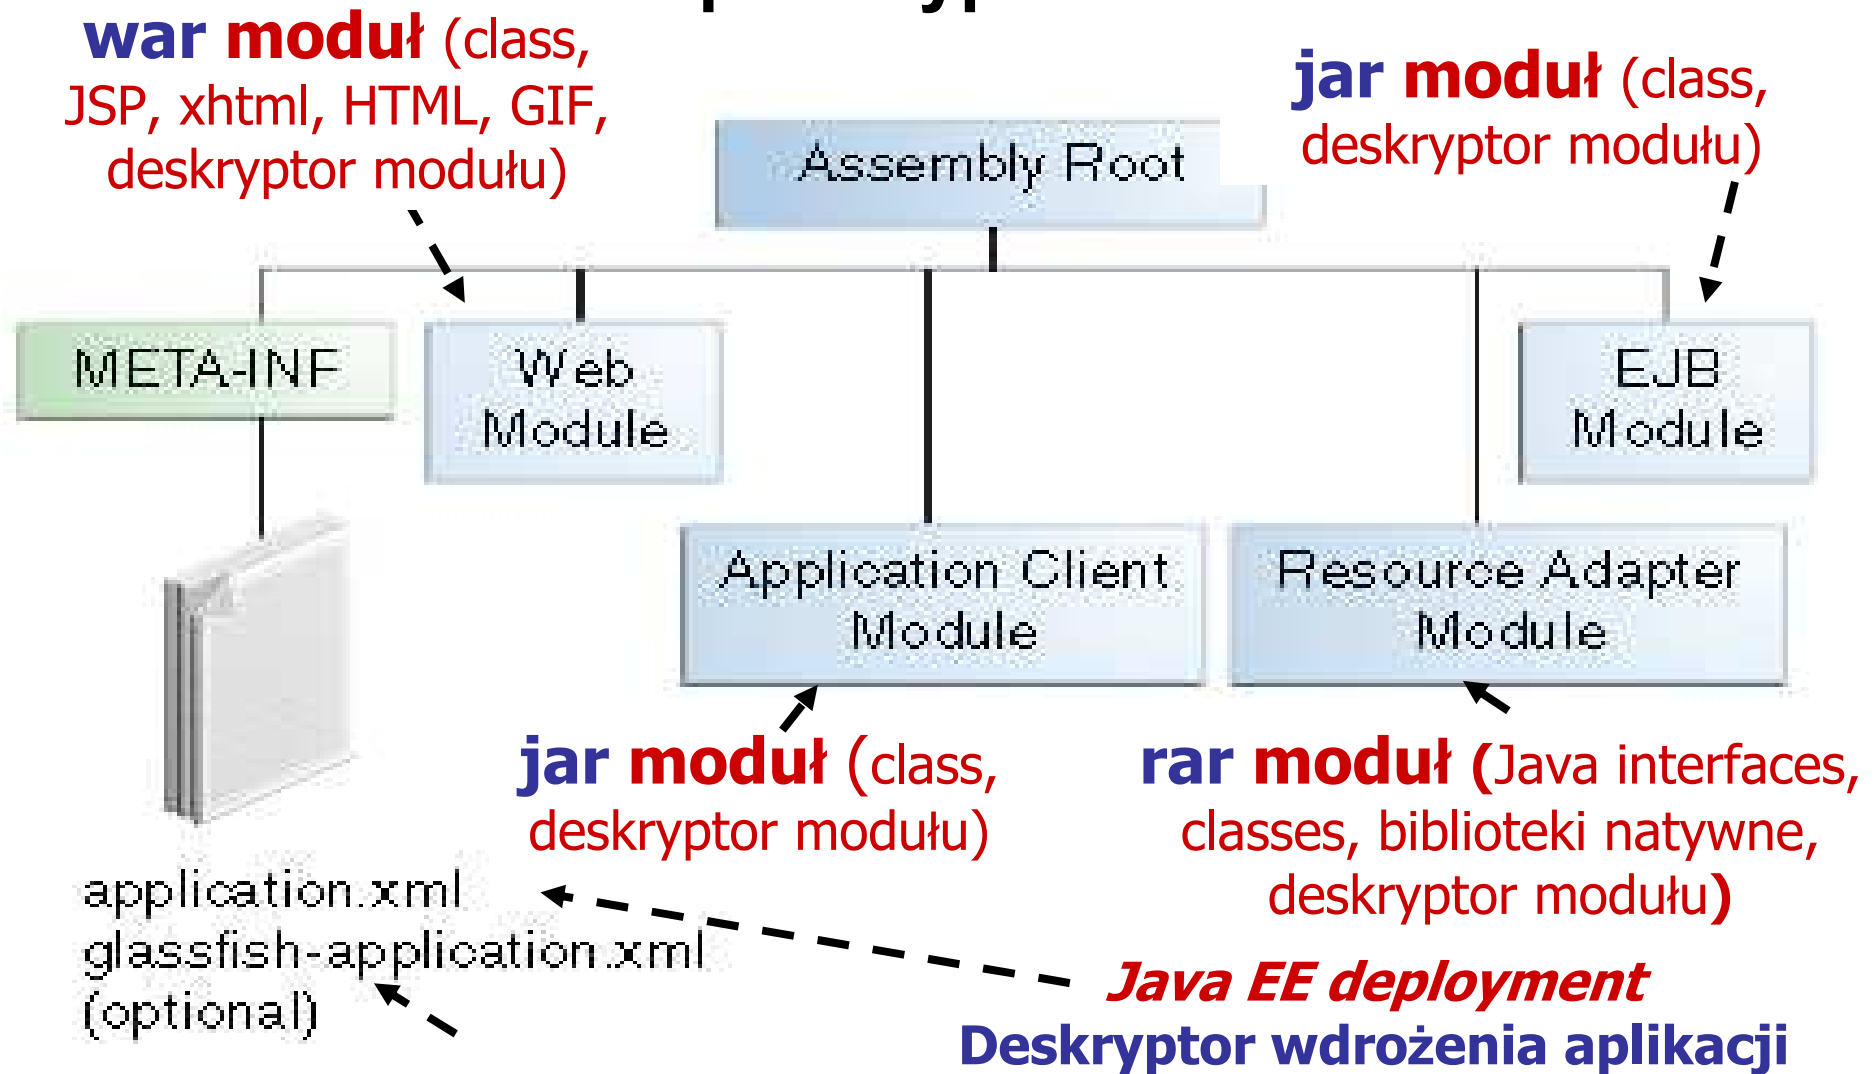 war moduł (class,
JSP, xhtml, HTML, GIF,
deskryptor modułu)
jar moduł (class,
deskryptor modułu)
Assembly Root
META-INF
Web
Module
EJB
Module
Application Client
Module
Resource Adapter
Module
jar moduł (class,
deskryptor modułu)
rar moduł (Java interfaces,
classes, biblioteki natywne,
deskryptor modułu)
application.xml
glassfish-application.xml
(optional)
Java EE deployment
Deskryptor wdrożenia aplikacji